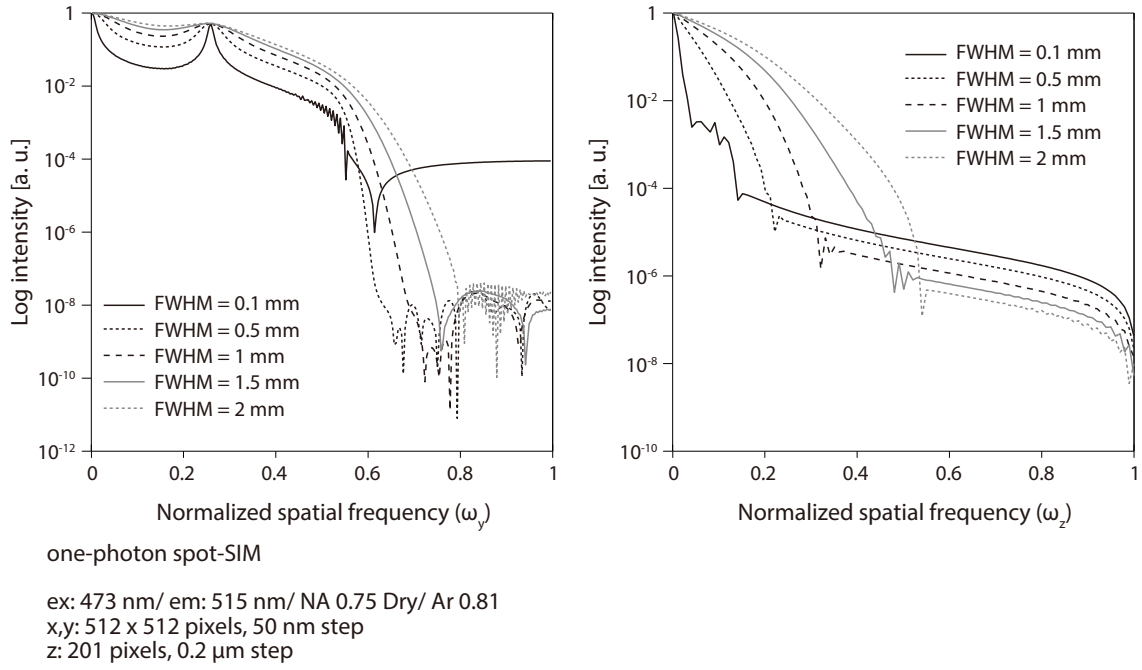 1
10-2
10-4
10-6
10-8
10-10
10-12
Log intensity [a. u.]
FWHM = 0.1 mm
FWHM = 0.5 mm
FWHM = 1 mm
FWHM = 1.5 mm
FWHM = 2 mm
0 0.2 0.4 0.6 0.8 1
Normalized spatial frequency (ωy)
1
10-2
10-4
10-6
10-8
10-10
Log intensity [a. u.]
FWHM = 0.1 mm
FWHM = 0.5 mm
FWHM = 1 mm
FWHM = 1.5 mm
FWHM = 2 mm
0 0.2 0.4 0.6 0.8 1
Normalized spatial frequency (ωz)
one-photon spot-SIM
ex: 473 nm/ em: 515 nm/ NA 0.75 Dry/ Ar 0.81
x,y: 512 x 512 pixels, 50 nm step
z: 201 pixels, 0.2 µm step